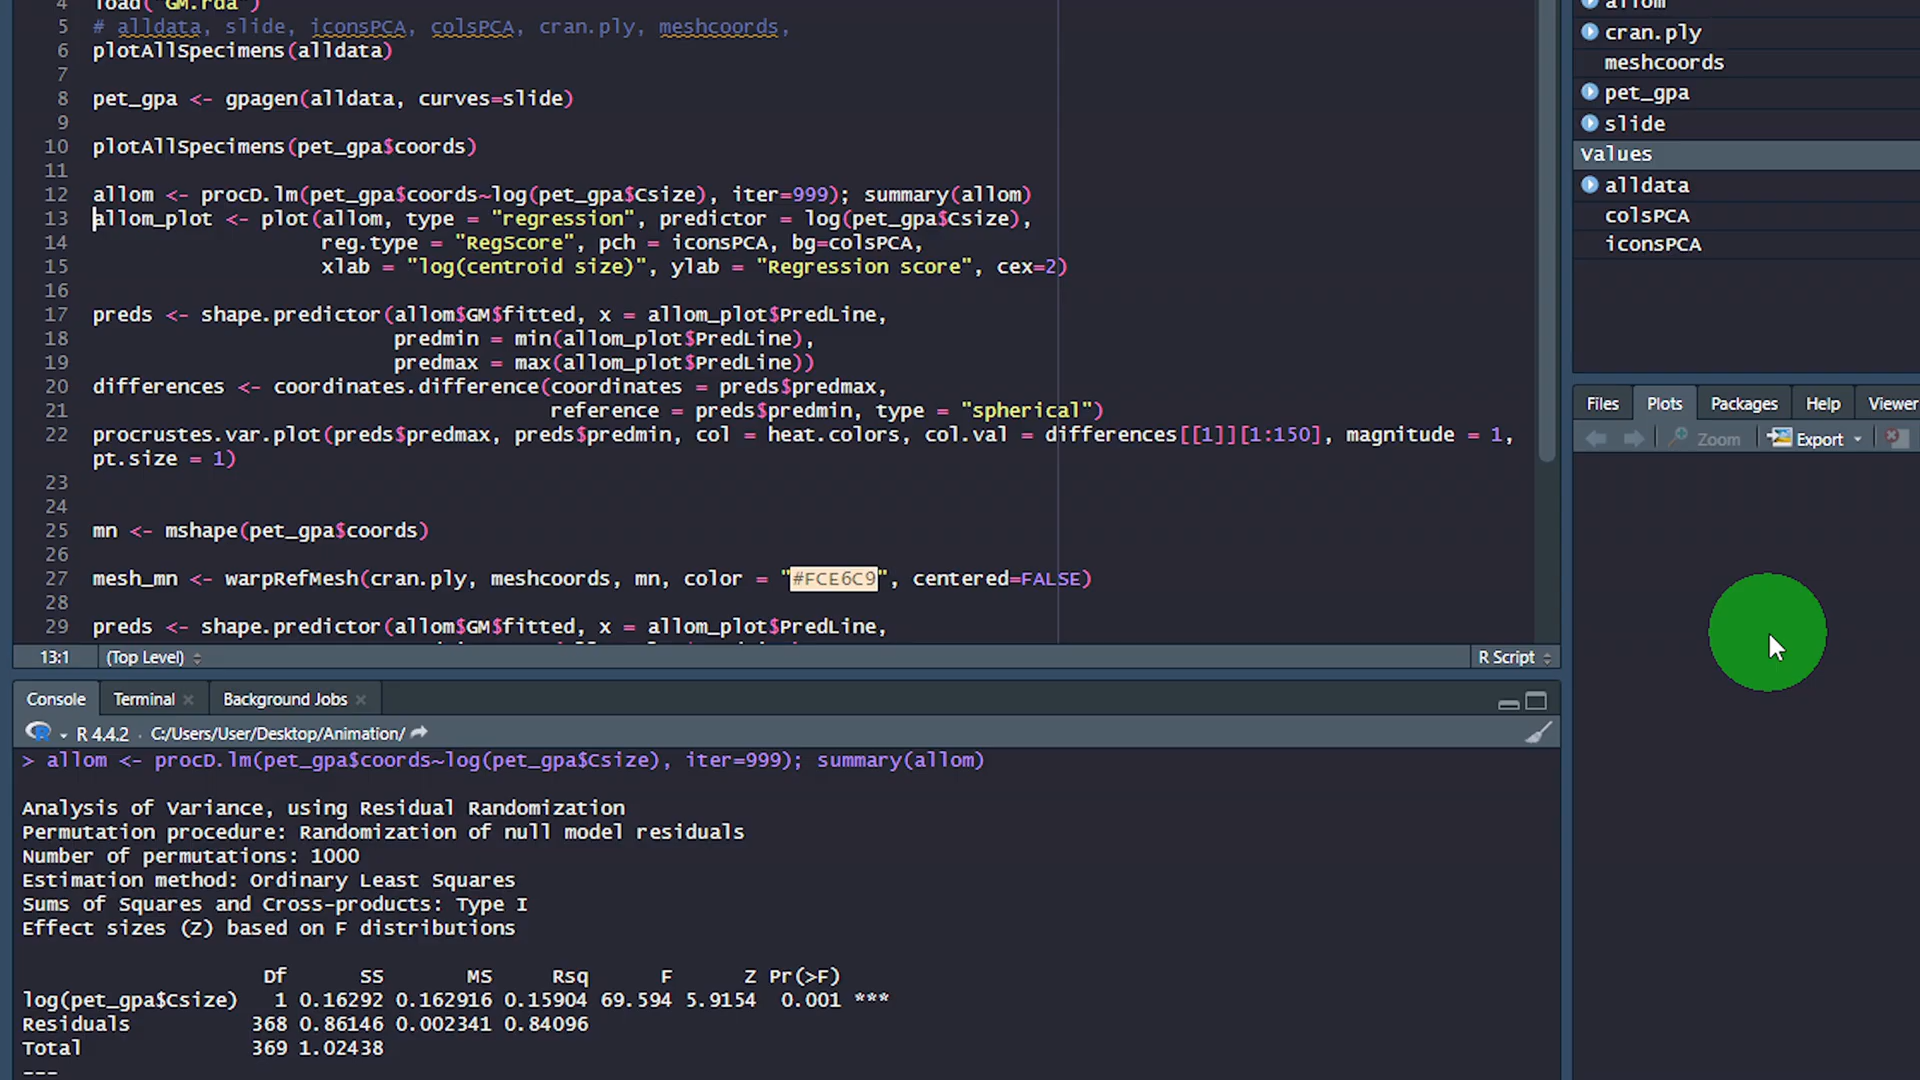 4 load("GM.rda")
5 # alldata, slide, iconsPCA, colsPCA, cran.ply, meshcoords,
6 plotAllSpecimens(alldata)
7
8 pet_gpa <- gpagen(alldata, curves=slide)
9
10 plotAllSpecimens(pet_gpa$coords)
11
12 allom <- procD.lm(pet_gpa$coords~log(pet_gpa$Csize), iter=999); summary(allom)
13 allom_plot <- plot(allom, type = "regression", predictor = log(pet_gpa$Csize),
14 reg.type = "RegScore", pch = iconsPCA, bg=colsPCA,
15 xlab = "log(centroid size)", ylab = "Regression score", cex=2)
16
17 preds <- shape.predictor(allom$GM$fitted, x = allom_plot$PredLine,
18 predmin = min(allom_plot$PredLine),
19 predmax = max(allom_plot$PredLine))
20 differences <- coordinates.difference(coordinates = preds$predmax,
21 reference = preds$predmin, type = "spherical")
22 procrustes.var.plot(preds$predmax, preds$predmin, col = heat.colors, col.val = differences[[1]][1:150], magnitude = 1,
pt.size = 1)
23
24
25 mn <- mshape(pet_gpa$coords)
26
27 mesh_mn <- warpRefMesh(cran.ply, meshcoords, mn, color = "#FCE6C9", centered=FALSE)
28
29 preds <- shape.predictor(allom$GM$fitted, x = allom_plot$PredLine,
13:1 (Top Level) R Script
Console Terminal Background Jobs
R 4.4.2 · C:/Users/User/Desktop/Animation/
> allom <- procD.lm(pet_gpa$coords~log(pet_gpa$Csize), iter=999); summary(allom)
Analysis of Variance, using Residual Randomization
Permutation procedure: Randomization of null model residuals
Number of permutations: 1000
Estimation method: Ordinary Least Squares
Sums of Squares and Cross-products: Type I
Effect sizes (Z) based on F distributions
Df SS MS Rsq F Z Pr(>F)
log(pet_gpa$Csize) 1 0.16292 0.162916 0.15904 69.594 5.9154 0.001 ***
Residuals 368 0.86146 0.002341 0.84096
Total 369 1.02438
---
allom
cran.ply
meshcoords
pet_gpa
slide
Values
alldata
colsPCA
iconsPCA
Files Plots Packages Help Viewer
Zoom Export